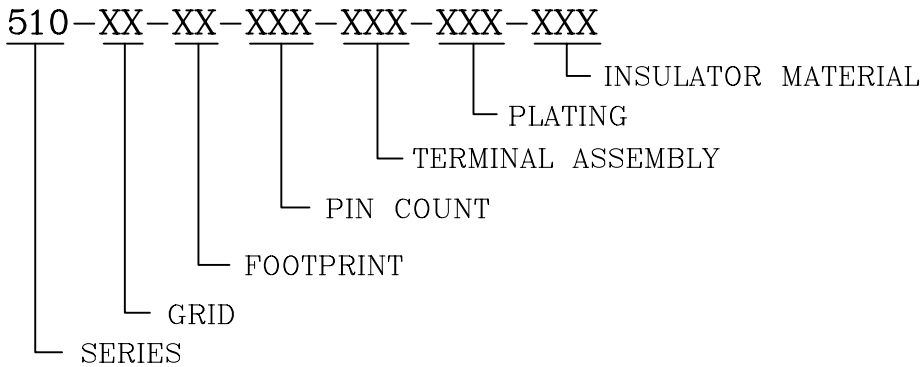 510-XX-XX-XXX-XXX-XXX-XXX
INSULATOR MATERIAL
PLATING
TERMINAL ASSEMBLY
PIN COUNT
FOOTPRINT
GRID
SERIES